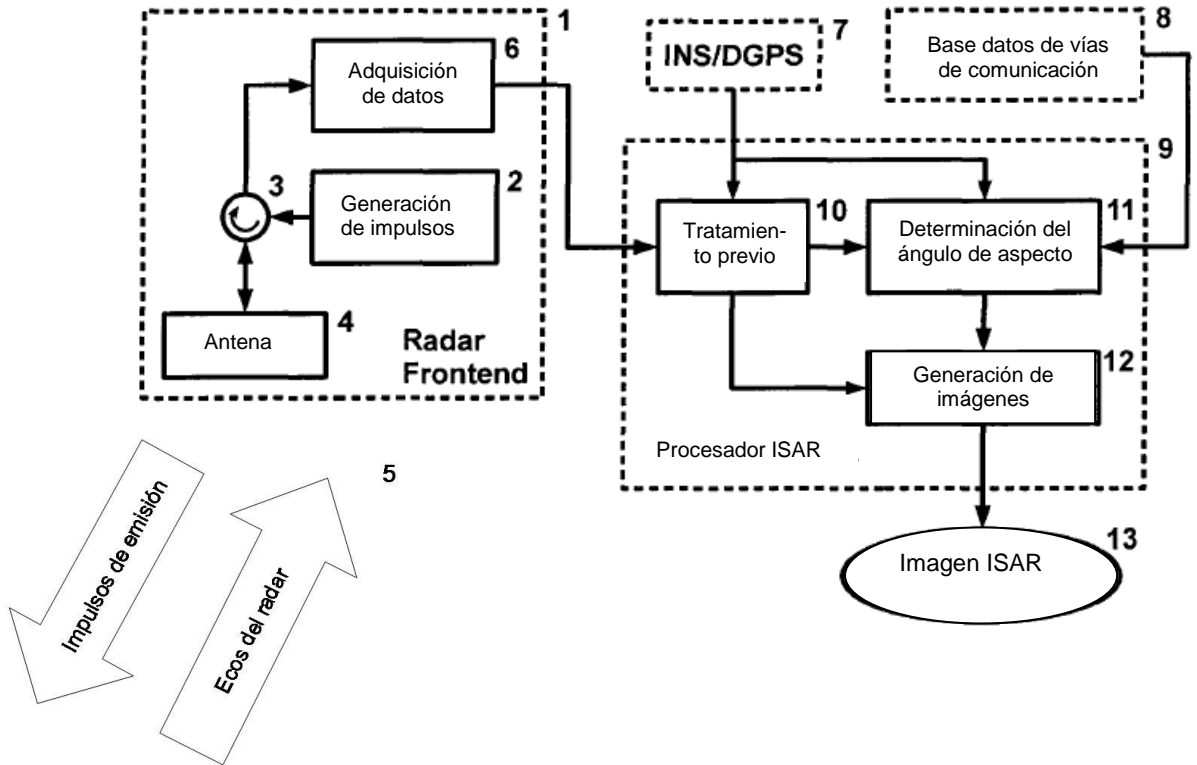 1
6
Adquisición
de datos
3
2
Generación
de impulsos
4
Antena
Radar
Frontend
7
INS/DGPS
8
Base datos de vías
de comunicación
9
10
Tratamien-
to previo
11
Determinación del
ángulo de aspecto
12
Generación de
imágenes
Procesador ISAR
13
Imagen ISAR
5
Impulsos de emisión
Ecos del radar